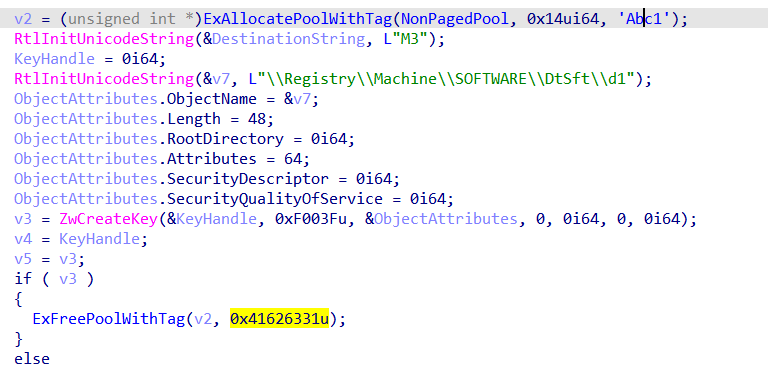 v2 = (unsigned int *)ExAllocatePoolWithTag(NonPagedPool, 0x14ui64, 'Abc1');
RtlInitUnicodeString(&DestinationString, L"M3");
KeyHandle = 0i64;
RtlInitUnicodeString(&v7, L"\\Registry\\Machine\\SOFTWARE\\DtSft\\d1");
ObjectAttributes.ObjectName = &v7;
ObjectAttributes.Length = 48;
ObjectAttributes.RootDirectory = 0i64;
ObjectAttributes.Attributes = 64;
ObjectAttributes.SecurityDescriptor = 0i64;
ObjectAttributes.SecurityQualityOfService = 0i64;
v3 = ZwCreateKey(&KeyHandle, 0xF003Fu, &ObjectAttributes, 0, 0i64, 0, 0i64);
v4 = KeyHandle;
v5 = v3;
if ( v3 )
{
  ExFreePoolWithTag(v2, 0x41626331u);
}
else